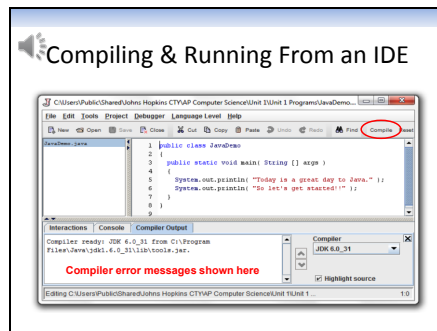 Compiling & Running From an IDE
C:\Users\Public\Shared\Johns Hopkins CTY\AP Computer Science\Unit 1\Unit 1 Programs\JavaDemo...
File Edit Tools Project Debugger Language Level Help
New Open Save Close Cut Copy Paste Undo Redo Find Compile Reset
JavaDemo.java
1 public class JavaDemo
2 {
3 public static void main( String [] args )
4 {
5 System.out.println( "Today is a great day to Java." );
6 System.out.println( "So let's get started!!" );
7 }
8 }
9
Interactions Console Compiler Output
Compiler ready: JDK 6.0_31 from C:\Program
Files\Java\jdk1.6.0_31\lib\tools.jar.
Compiler error messages shown here
Compiler
JDK 6.0_31
Highlight source
Editing C:\Users\Public\Shared\Johns Hopkins CTY\AP Computer Science\Unit 1\Unit 1 ...
1:0